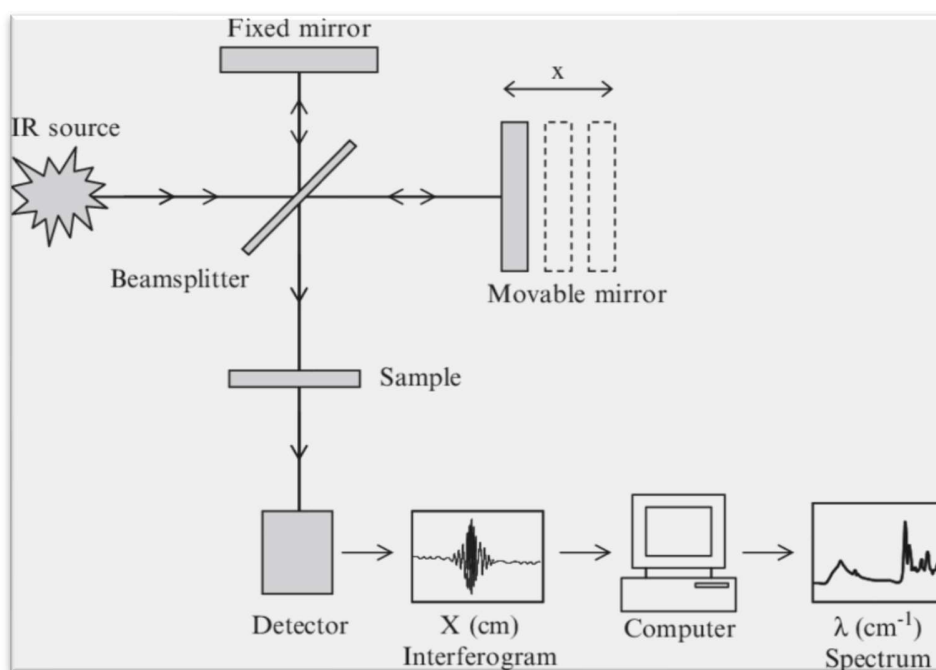 Fixed mirror
x
IR source
Beamsplitter
Movable mirror
Sample
Detector
X (cm)
Interferogram
Computer
λ (cm⁻¹)
Spectrum